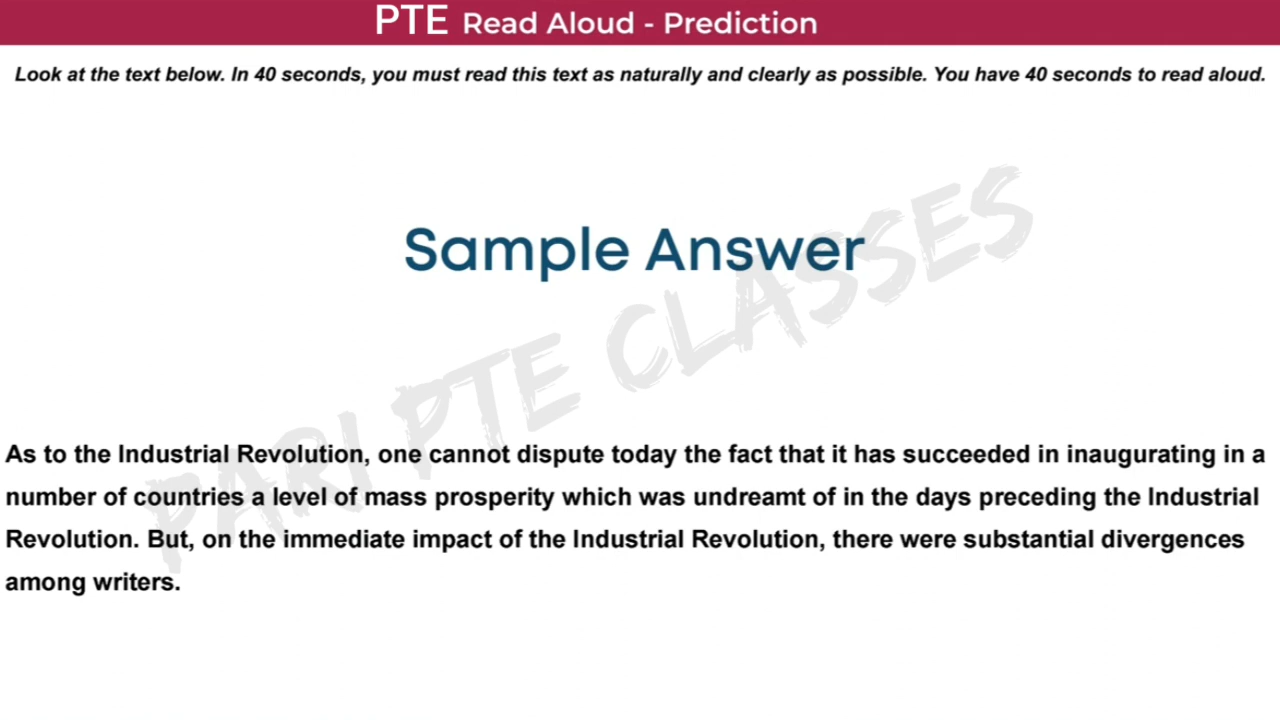 PTE Read Aloud - Prediction
Look at the text below. In 40 seconds, you must read this text as naturally and clearly as possible. You have 40 seconds to read aloud.
Sample Answer
PARI PTE CLASSES
As to the Industrial Revolution, one cannot dispute today the fact that it has succeeded in inaugurating in a
number of countries a level of mass prosperity which was undreamt of in the days preceding the Industrial
Revolution. But, on the immediate impact of the Industrial Revolution, there were substantial divergences
among writers.